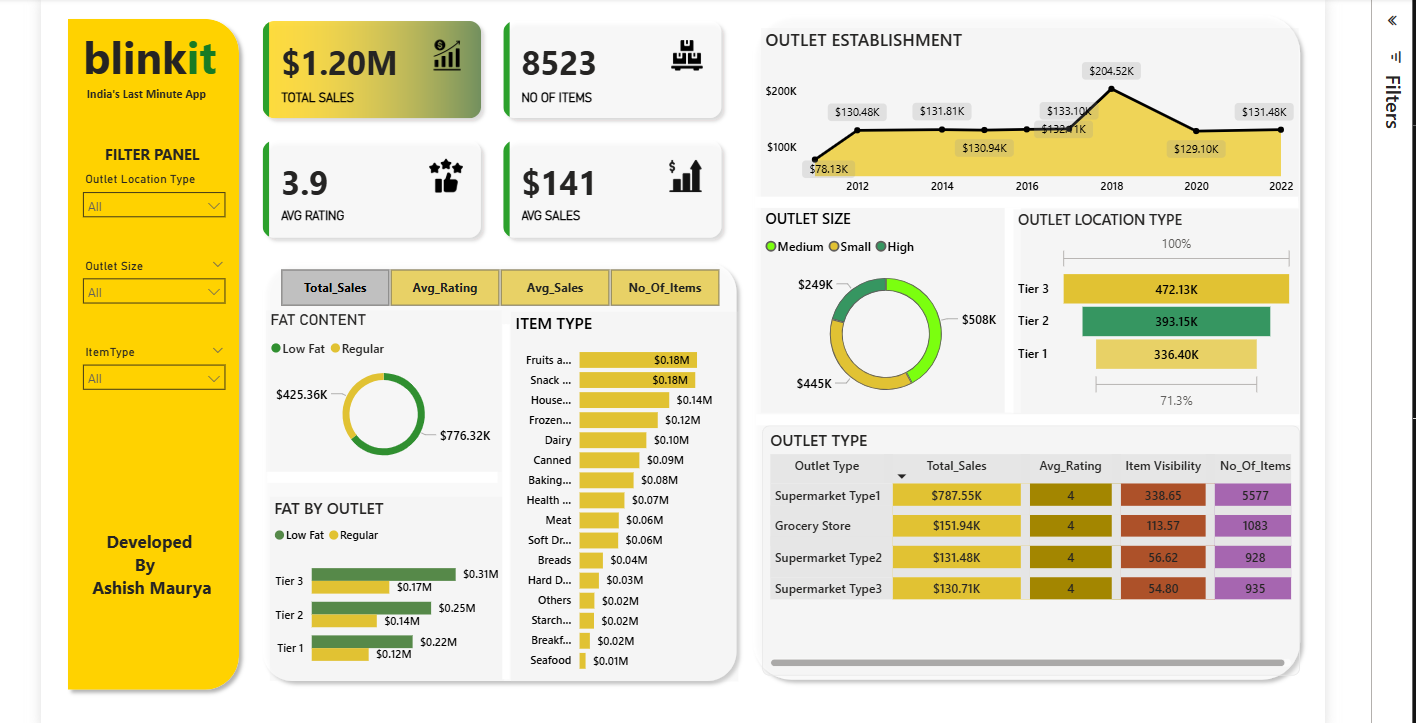 blinkit
India's Last Minute App
FILTER PANEL
Outlet Location Type
All
Outlet Size
All
ItemType
All
Developed
By
Ashish Maurya
$1.20M
TOTAL SALES
8523
NO OF ITEMS
3.9
AVG RATING
$141
AVG SALES
Total_Sales Avg_Rating Avg_Sales No_Of_Items
FAT CONTENT
Low Fat Regular
$425.36K
$776.32K
FAT BY OUTLET
Low Fat Regular
Tier 3 $0.31M
$0.17M
Tier 2 $0.25M
$0.14M
Tier 1 $0.22M
$0.12M
ITEM TYPE
Fruits a... $0.18M
Snack ... $0.18M
House... $0.14M
Frozen... $0.12M
Dairy $0.10M
Canned $0.09M
Baking... $0.08M
Health ... $0.07M
Meat $0.06M
Soft Dr... $0.06M
Breads $0.04M
Hard D... $0.03M
Others $0.02M
Starch... $0.02M
Breakf... $0.02M
Seafood $0.01M
OUTLET ESTABLISHMENT
$204.52K
$200K
$130.48K $131.81K $133.10K $131.48K
$100K $130.94K $129.10K
$78.13K
2012 2014 2016 2018 2020 2022
OUTLET SIZE
Medium Small High
$249K
$508K
$445K
OUTLET LOCATION TYPE
100%
Tier 3 472.13K
Tier 2 393.15K
Tier 1 336.40K
71.3%
OUTLET TYPE
Outlet Type Total_Sales Avg_Rating Item Visibility No_Of_Items
Supermarket Type1 $787.55K 4 338.65 5577
Grocery Store $151.94K 4 113.57 1083
Supermarket Type2 $131.48K 4 56.62 928
Supermarket Type3 $130.71K 4 54.80 935
Filters